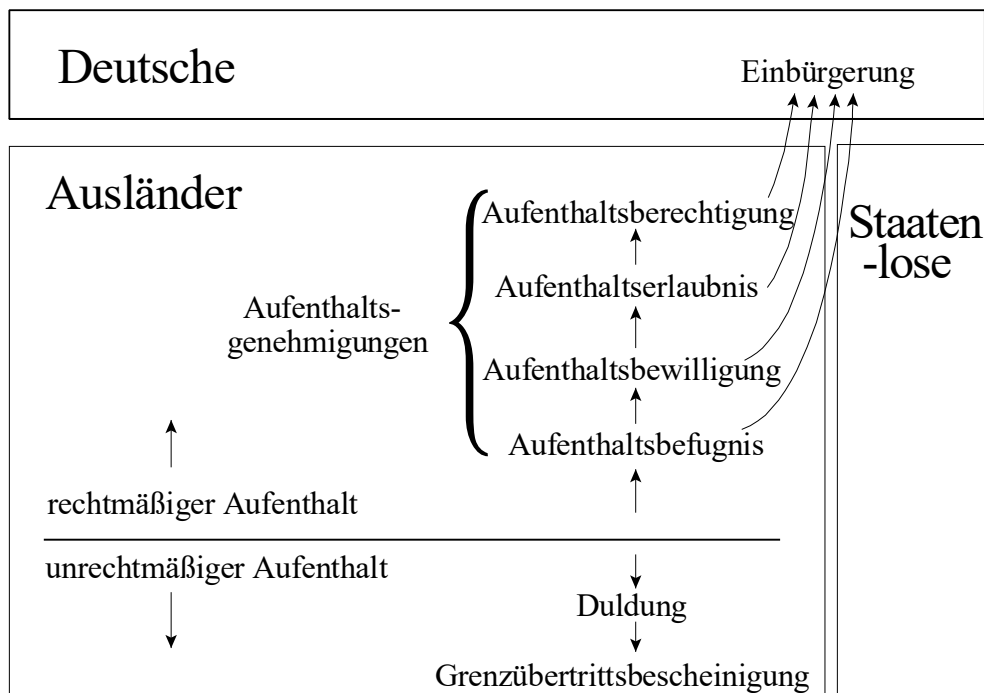 Deutsche
Einbürgerung
Ausländer
Aufenthaltsberechtigung
Staaten
-lose
Aufenthaltserlaubnis
Aufenthalts-
genehmigungen
Aufenthaltsbewilligung
Aufenthaltsbefugnis
rechtmäßiger Aufenthalt
unrechtmäßiger Aufenthalt
Duldung
Grenzübertrittsbescheinigung